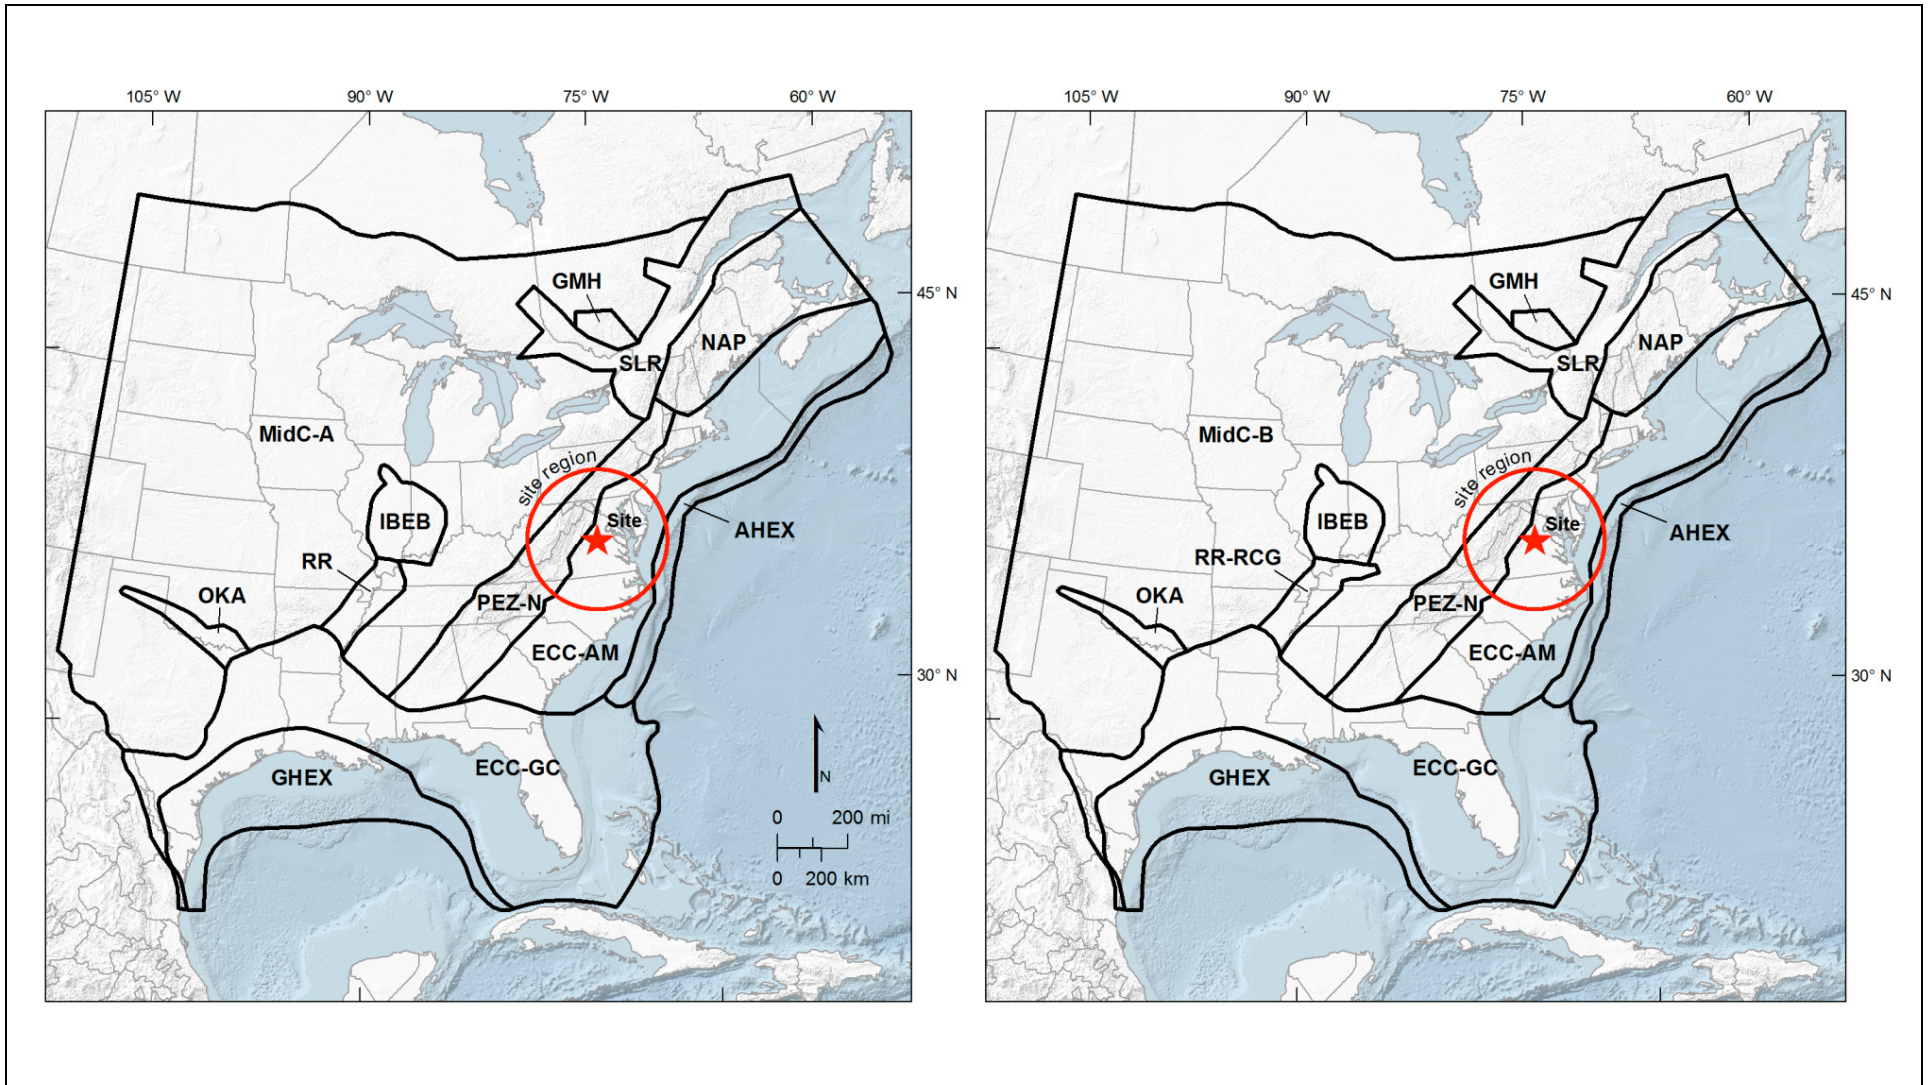 105° W
90° W
75° W
60° W
GMH
45° N
NAP
SLR
MidC-A
site region
IBEB
Site
AHEX
RR
OKA
PEZ-N
ECC-AM
30° N
ECC-GC
GHEX
N
0 200 mi
0 200 km
105° W
90° W
75° W
60° W
GMH
45° N
NAP
SLR
MidC-B
site region
IBEB
Site
AHEX
RR-RCG
OKA
PEZ-N
ECC-AM
30° N
ECC-GC
GHEX